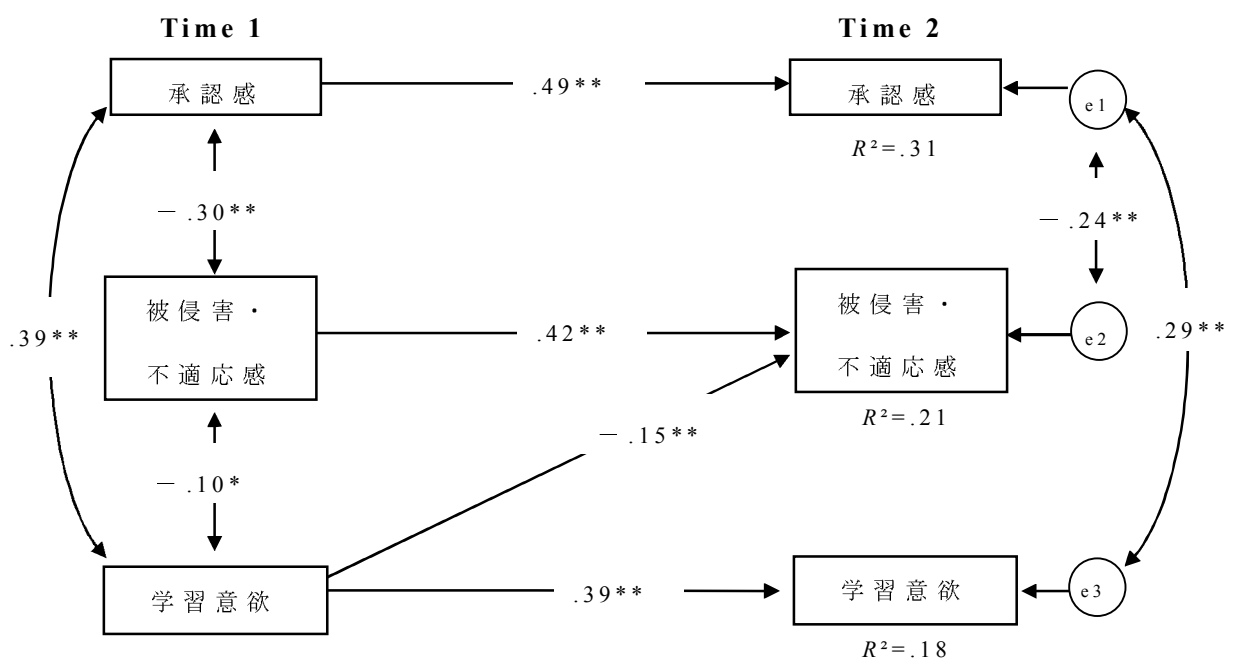 Time 1
Time 2
承認感
.49**
承認感
e1
R²=.31
－.30**
－.24**
被侵害・
不適応感
.42**
被侵害・
不適応感
e2
.39**
.29**
R²=.21
－.15**
－.10*
学習意欲
.39**
学習意欲
e3
R²=.18